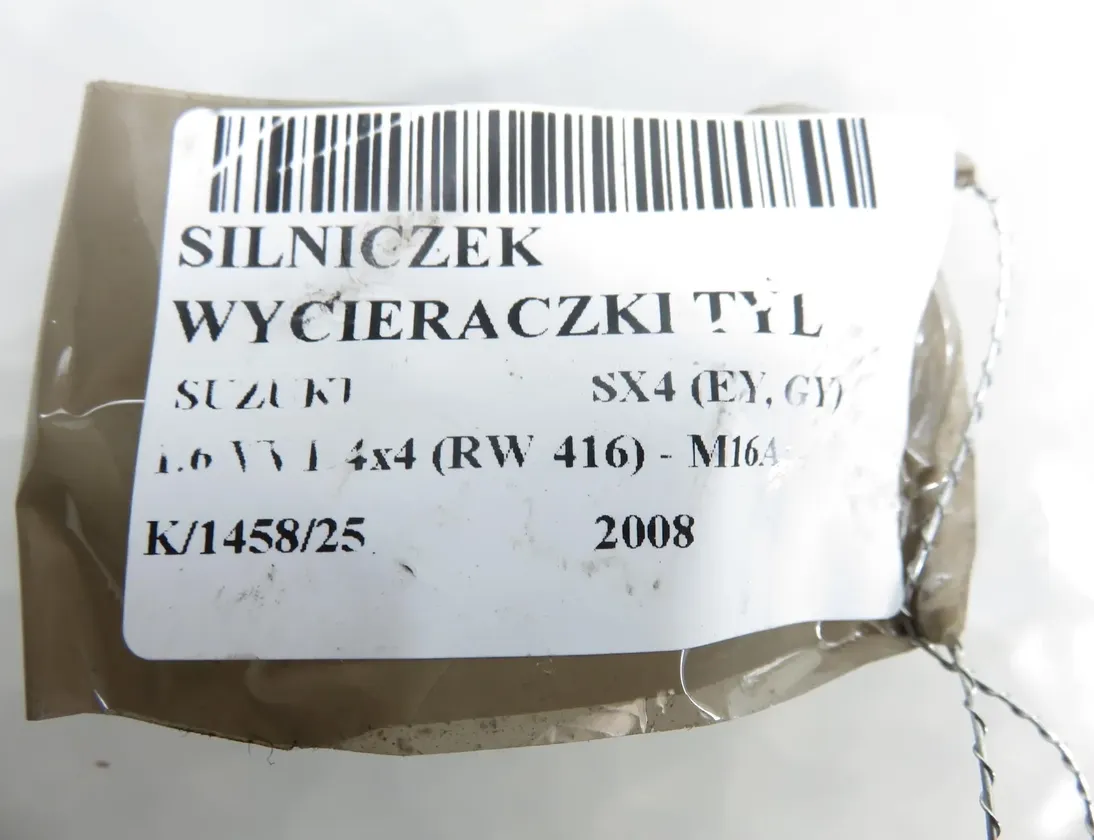 SILNICZEK
WYCIERACZKI TYŁ
SUZUKI SX4 (EY, GY)
1.6 VVT 4x4 (RW 416) - M16A
K/1458/25 2008